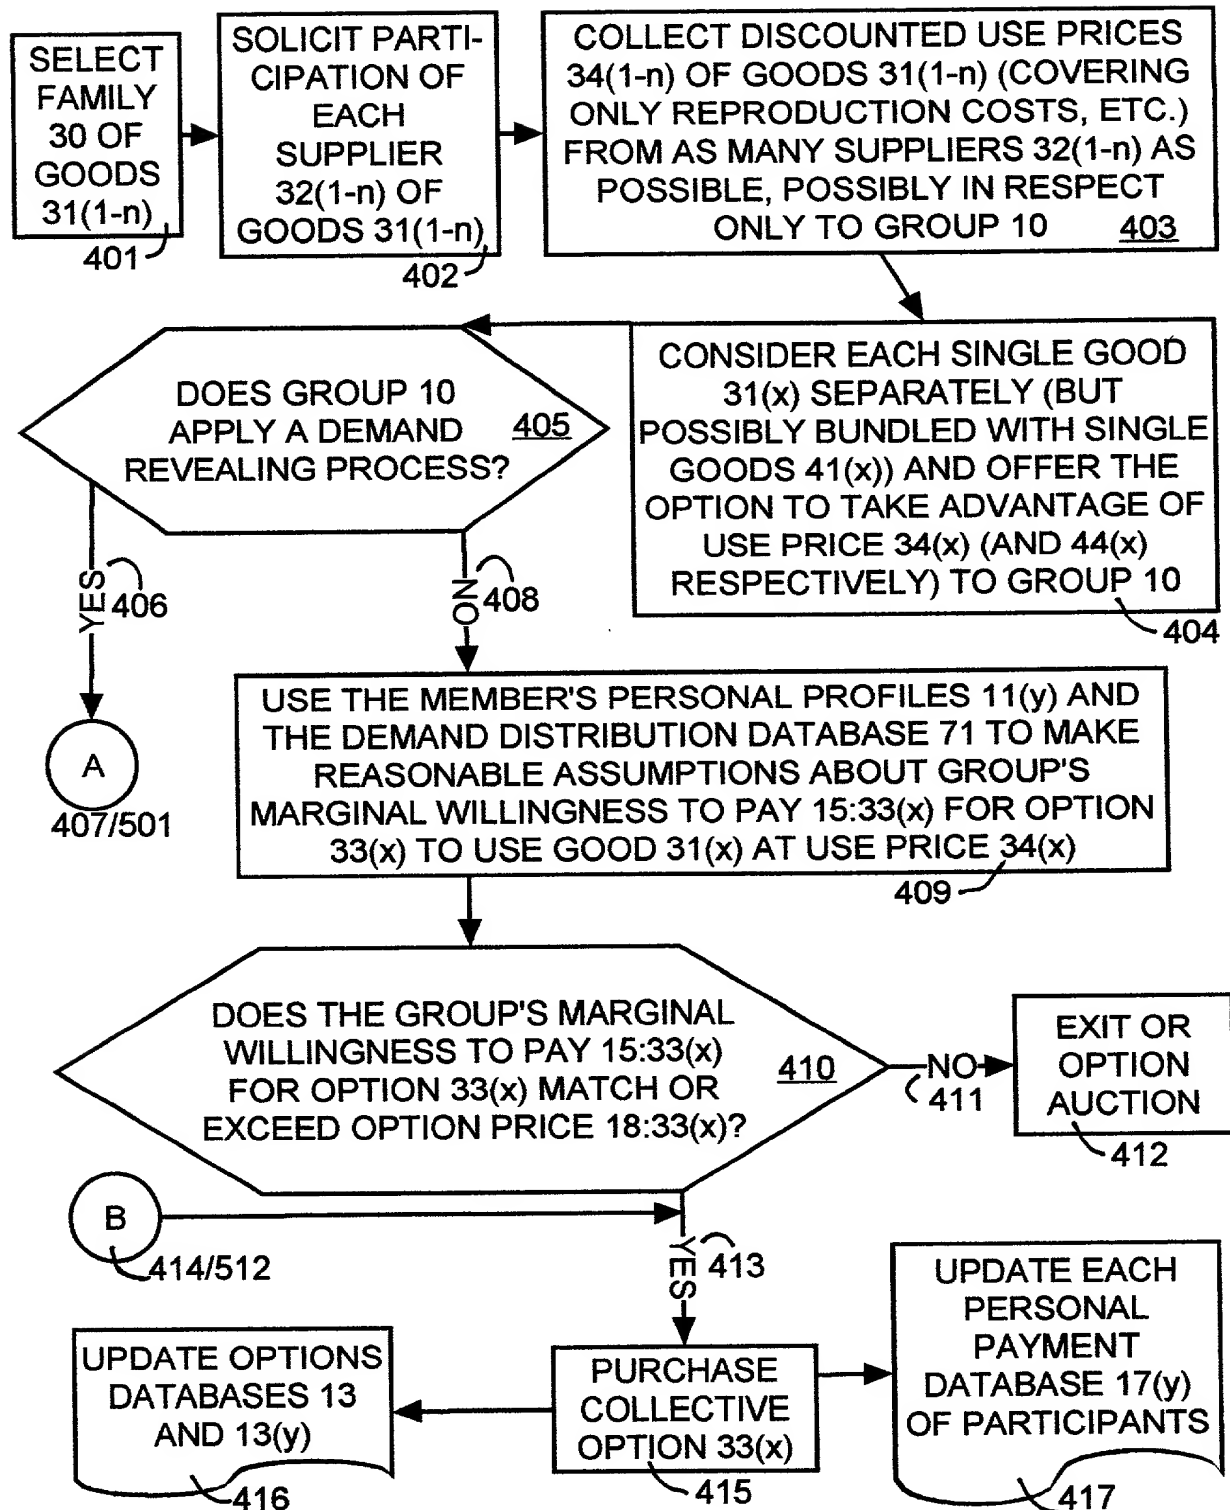 SELECT
FAMILY
30 OF
GOODS
31(1-n)
401
SOLICIT PARTI-
CIPATION OF
EACH
SUPPLIER
32(1-n) OF
GOODS 31(1-n)
402
COLLECT DISCOUNTED USE PRICES
34(1-n) OF GOODS 31(1-n) (COVERING
ONLY REPRODUCTION COSTS, ETC.)
FROM AS MANY SUPPLIERS 32(1-n) AS
POSSIBLE, POSSIBLY IN RESPECT
ONLY TO GROUP 10 403
CONSIDER EACH SINGLE GOOD
31(x) SEPARATELY (BUT
POSSIBLY BUNDLED WITH SINGLE
GOODS 41(x)) AND OFFER THE
OPTION TO TAKE ADVANTAGE OF
USE PRICE 34(x) (AND 44(x)
RESPECTIVELY) TO GROUP 10
404
DOES GROUP 10
APPLY A DEMAND
REVEALING PROCESS?
405
YES
406
NO
408
A
407/501
USE THE MEMBER'S PERSONAL PROFILES 11(y) AND
THE DEMAND DISTRIBUTION DATABASE 71 TO MAKE
REASONABLE ASSUMPTIONS ABOUT GROUP'S
MARGINAL WILLINGNESS TO PAY 15:33(x) FOR OPTION
33(x) TO USE GOOD 31(x) AT USE PRICE 34(x)
409
DOES THE GROUP'S MARGINAL
WILLINGNESS TO PAY 15:33(x)
FOR OPTION 33(x) MATCH OR
EXCEED OPTION PRICE 18:33(x)?
410
NO
411
EXIT OR
OPTION
AUCTION
412
B
414/512
YES
413
PURCHASE
COLLECTIVE
OPTION 33(x)
415
UPDATE OPTIONS
DATABASES 13
AND 13(y)
416
UPDATE EACH
PERSONAL
PAYMENT
DATABASE 17(y)
OF PARTICIPANTS
417